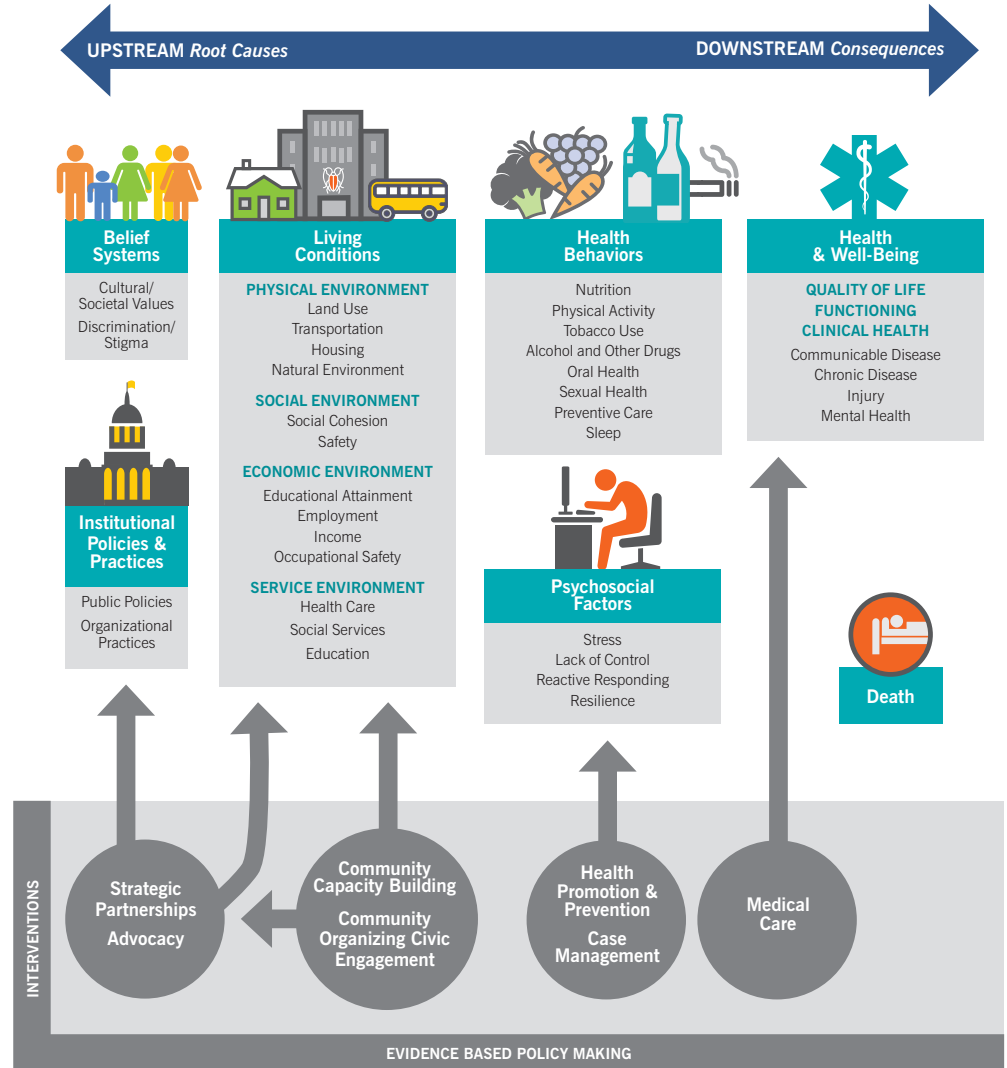 UPSTREAM Root Causes
DOWNSTREAM Consequences
Belief
Systems
Cultural/
Societal Values
Discrimination/
Stigma
Institutional
Policies &
Practices
Public Policies
Organizational
Practices
Living
Conditions
PHYSICAL ENVIRONMENT
Land Use
Transportation
Housing
Natural Environment
SOCIAL ENVIRONMENT
Social Cohesion
Safety
ECONOMIC ENVIRONMENT
Educational Attainment
Employment
Income
Occupational Safety
SERVICE ENVIRONMENT
Health Care
Social Services
Education
Health
Behaviors
Nutrition
Physical Activity
Tobacco Use
Alcohol and Other Drugs
Oral Health
Sexual Health
Preventive Care
Sleep
Psychosocial
Factors
Stress
Lack of Control
Reactive Responding
Resilience
Health
& Well-Being
QUALITY OF LIFE
FUNCTIONING
CLINICAL HEALTH
Communicable Disease
Chronic Disease
Injury
Mental Health
Death
INTERVENTIONS
Strategic
Partnerships
Advocacy
Community
Capacity Building
Community
Organizing Civic
Engagement
Health
Promotion &
Prevention
Case
Management
Medical
Care
EVIDENCE BASED POLICY MAKING